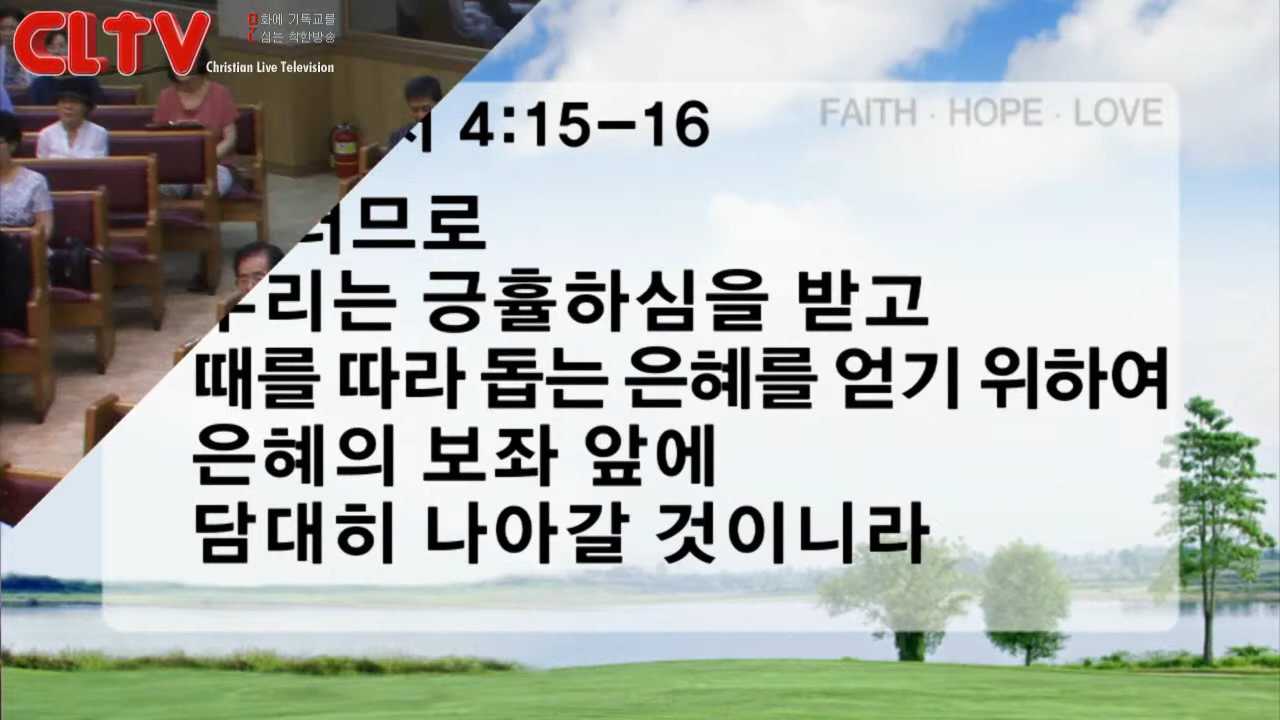 CLTV
문화에 기독교를
심는 착한방송
Christian Live Television
4:15-16
FAITH · HOPE · LOVE
므로
우리는 긍휼하심을 받고
때를 따라 돕는 은혜를 얻기 위하여
은혜의 보좌 앞에
담대히 나아갈 것이니라